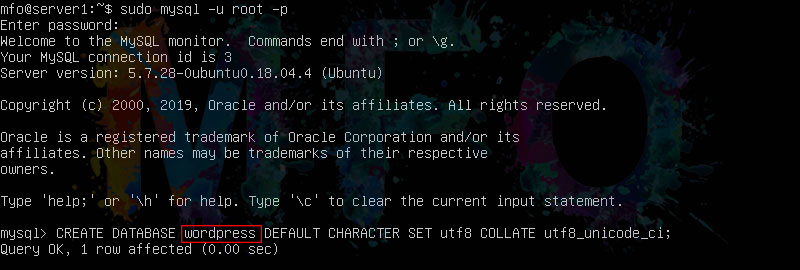 mfo@server1:~$ sudo mysql -u root -p
Enter password:
Welcome to the MySQL monitor.  Commands end with ; or \g.
Your MySQL connection id is 3
Server version: 5.7.28-0ubuntu0.18.04.4 (Ubuntu)

Copyright (c) 2000, 2019, Oracle and/or its affiliates. All rights reserved.

Oracle is a registered trademark of Oracle Corporation and/or its
affiliates. Other names may be trademarks of their respective
owners.

Type 'help;' or '\h' for help. Type '\c' to clear the current input statement.

mysql> CREATE DATABASE wordpress DEFAULT CHARACTER SET utf8 COLLATE utf8_unicode_ci;
Query OK, 1 row affected (0.00 sec)
MFO